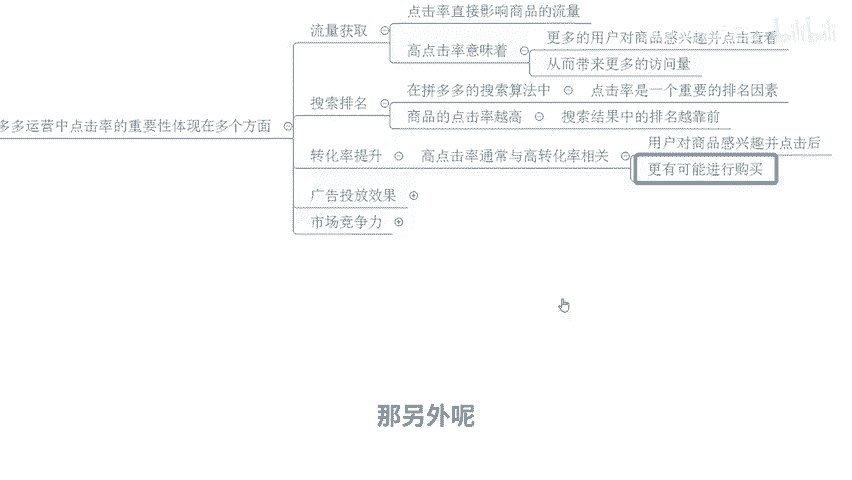 点击率直接影响商品的流量
流量获取
高点击率意味着
更多的用户对商品感兴趣并点击查看
从而带来更多的访问量
搜索排名
在拼多多的搜索算法中
点击率是一个重要的排名因素
商品的点击率越高
搜索结果中的排名越靠前
多多运营中点击率的重要性体现在多个方面
转化率提升
高点击率通常与高转化率相关
用户对商品感兴趣并点击后
更有可能进行购买
广告投放效果
市场竞争力
那另外呢